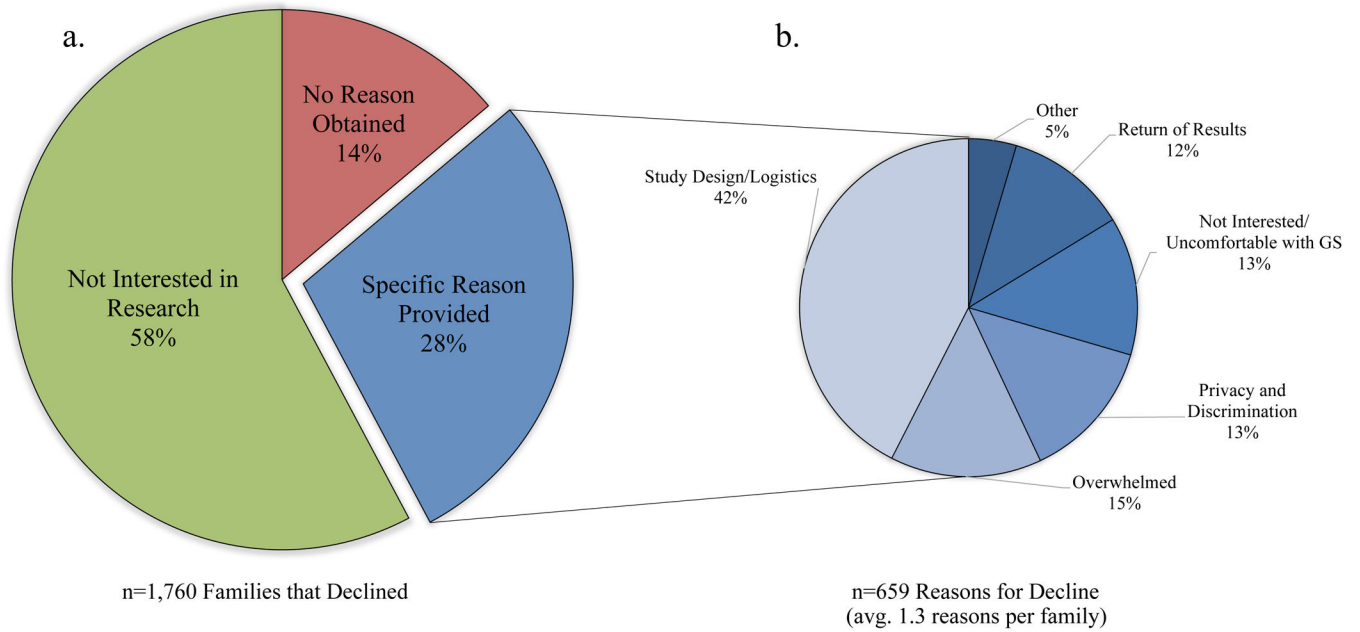 a.
No Reason
Obtained
14%
Not Interested in
Research
58%
Specific Reason
Provided
28%
n=1,760 Families that Declined
b.
Other
5%
Return of Results
12%
Study Design/Logistics
42%
Not Interested/
Uncomfortable with GS
13%
Privacy and
Discrimination
13%
Overwhelmed
15%
n=659 Reasons for Decline
(avg. 1.3 reasons per family)